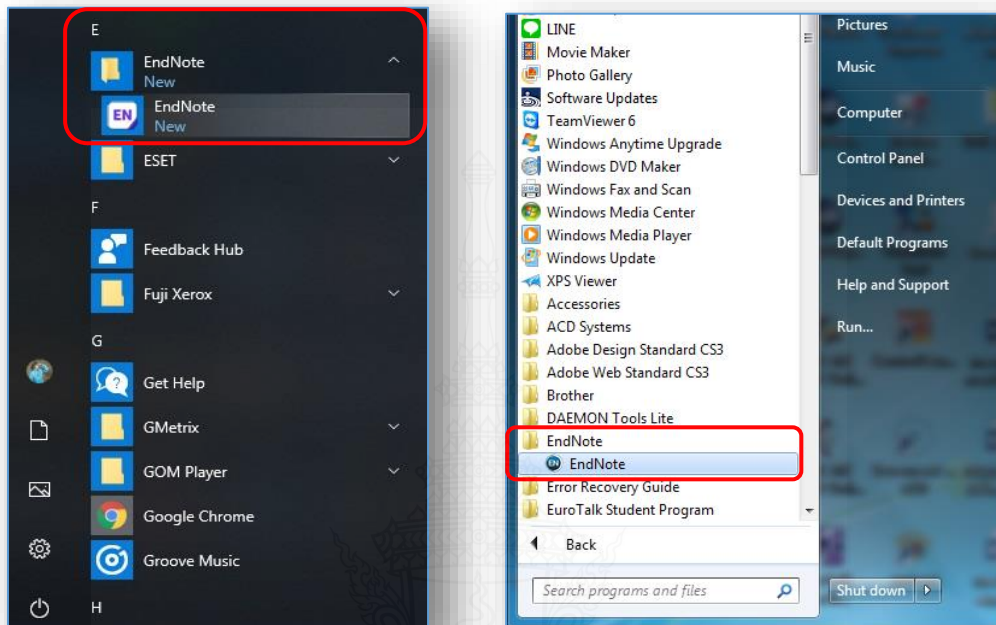 E
EndNote
New
EndNote
New
ESET
F
Feedback Hub
Fuji Xerox
G
Get Help
GMetrix
GOM Player
Google Chrome
Groove Music
H
LINE
Movie Maker
Photo Gallery
Software Updates
TeamViewer 6
Windows Anytime Upgrade
Windows DVD Maker
Windows Fax and Scan
Windows Media Center
Windows Media Player
Windows Update
XPS Viewer
Accessories
ACD Systems
Adobe Design Standard CS3
Adobe Web Standard CS3
Brother
DAEMON Tools Lite
EndNote
EndNote
Error Recovery Guide
EuroTalk Student Program
Back
Search programs and files
Pictures
Music
Computer
Control Panel
Devices and Printers
Default Programs
Help and Support
Run...
Shut down